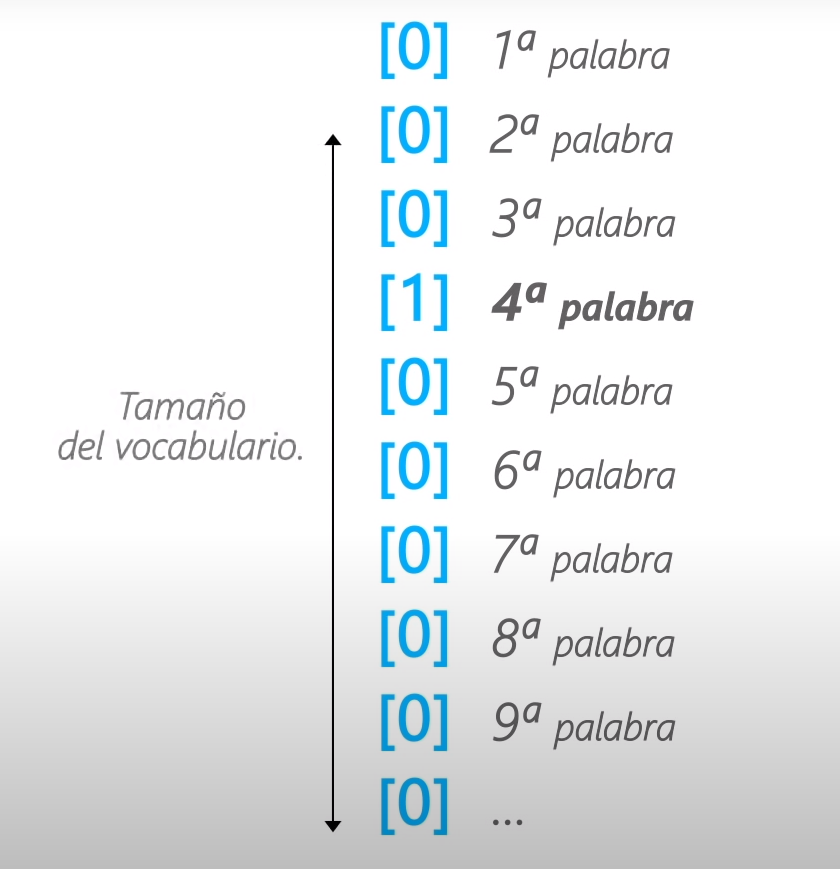 [0] 1ª palabra
[0] 2ª palabra
[0] 3ª palabra
[1] 4ª palabra
[0] 5ª palabra
Tamaño
del vocabulario.
[0] 6ª palabra
[0] 7ª palabra
[0] 8ª palabra
[0] 9ª palabra
[0] ...